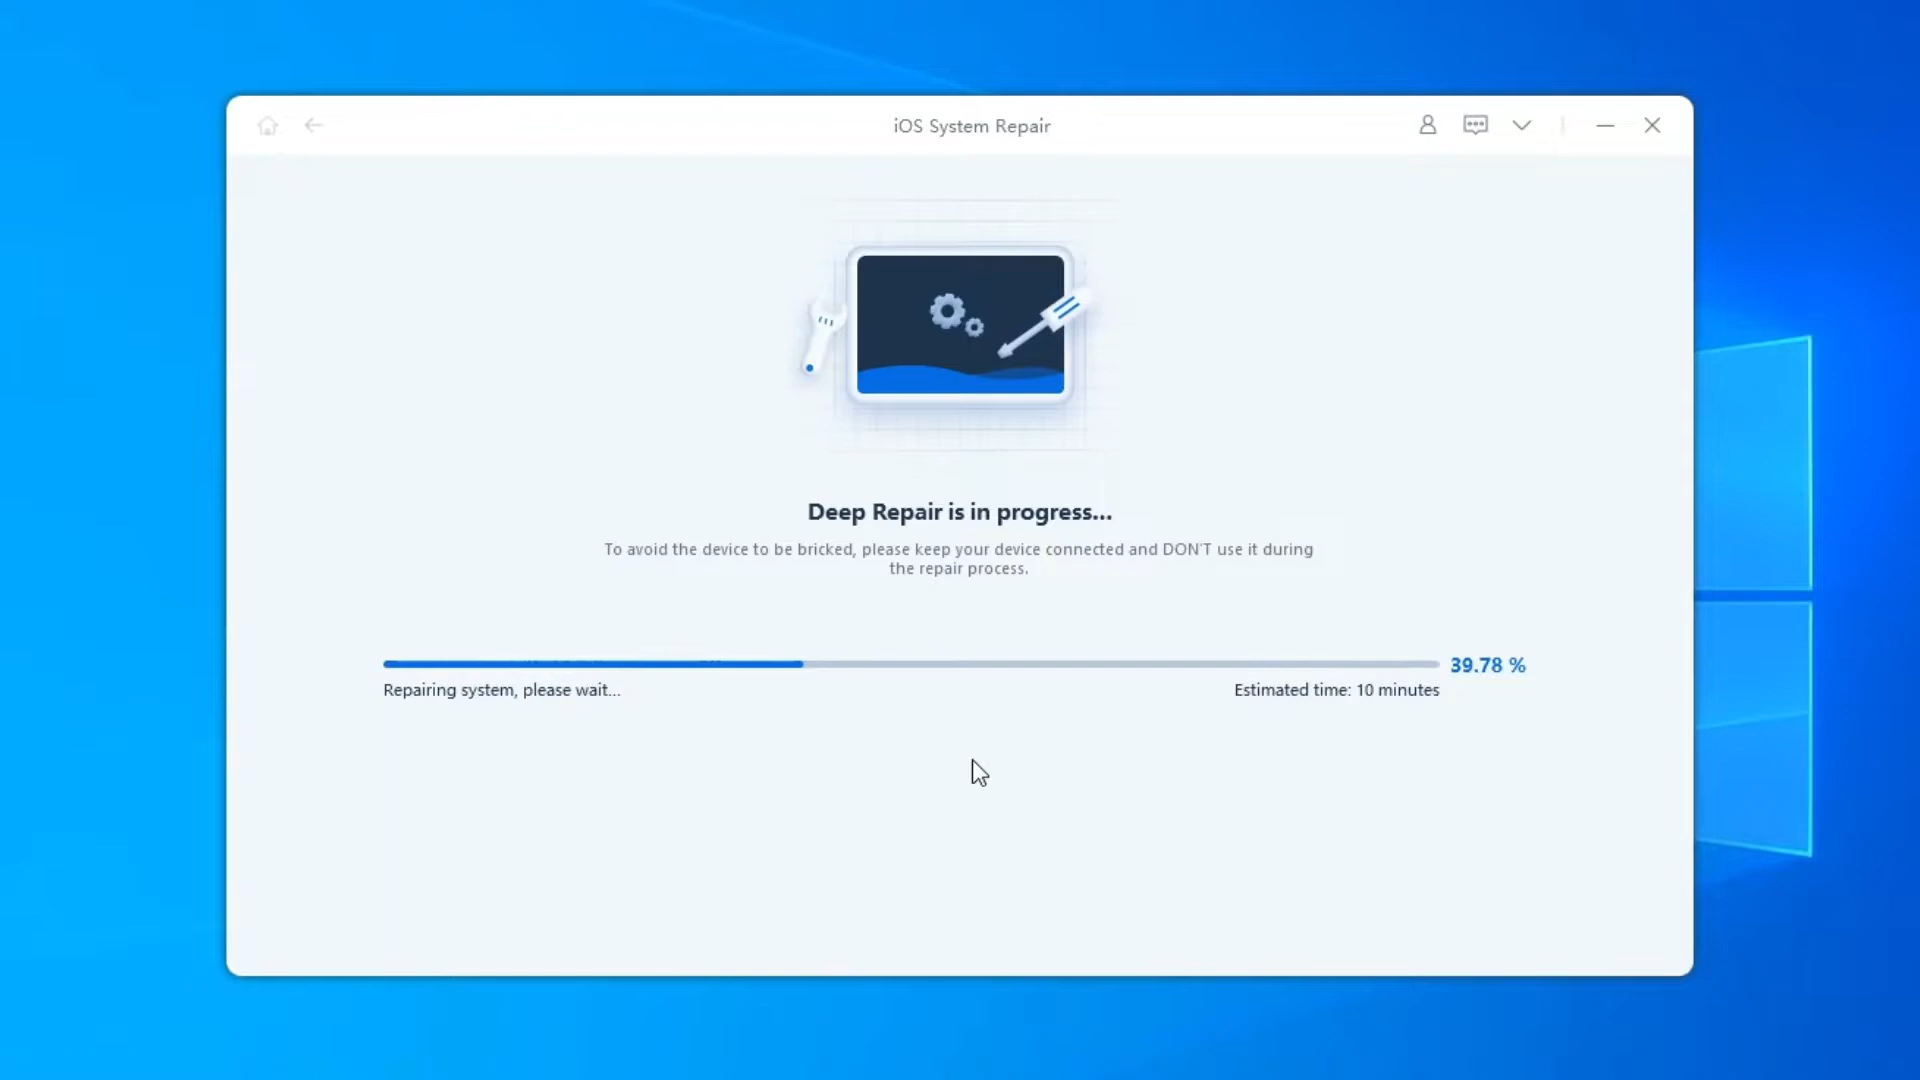 iOS System Repair
Deep Repair is in progress...
To avoid the device to be bricked, please keep your device connected and DON'T use it during
the repair process.
39.78 %
Repairing system, please wait...
Estimated time: 10 minutes